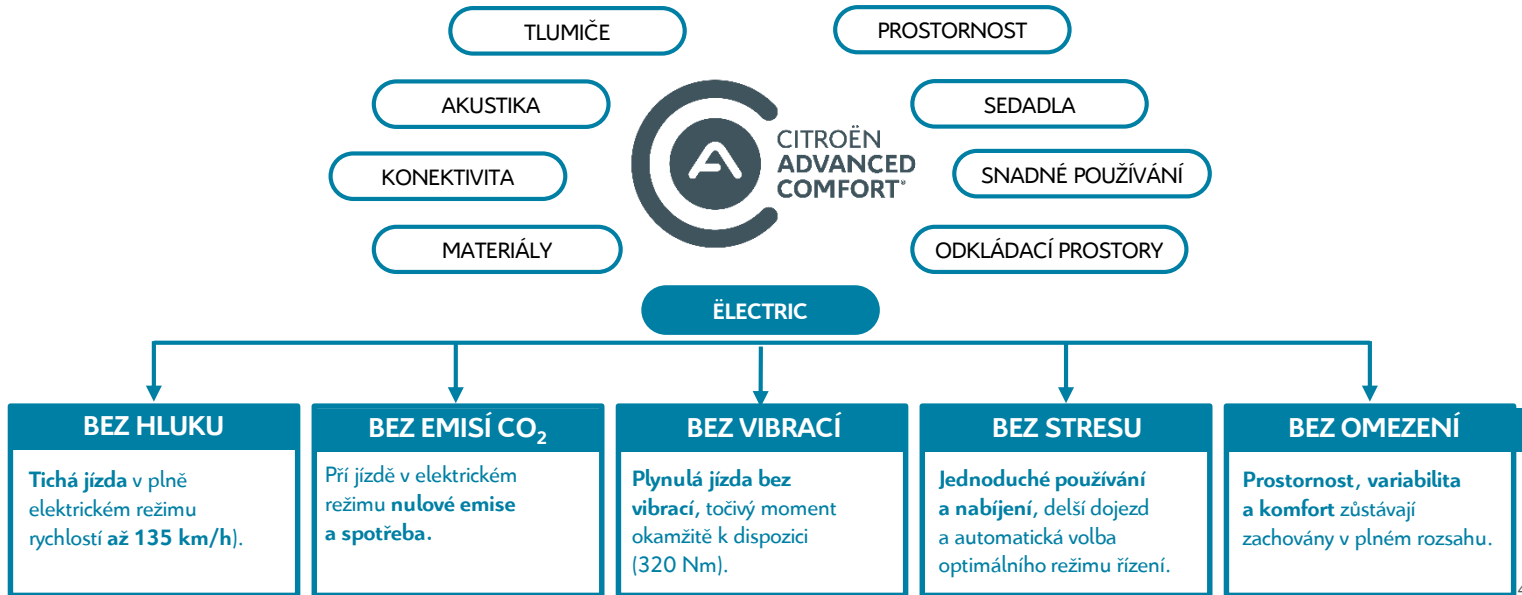 TLUMIČE
PROSTORNOST
AKUSTIKA
SEDADLA
CITROËN
ADVANCED
COMFORT®
KONEKTIVITA
SNADNÉ POUŽÍVÁNÍ
MATERIÁLY
ODKLÁDACÍ PROSTORY
ËLECTRIC
BEZ HLUKU
Tichá jízda v plně
elektrickém režimu
rychlostí až 135 km/h).
BEZ EMISÍ CO₂
Pří jízdě v elektrickém
režimu nulové emise
a spotřeba.
BEZ VIBRACÍ
Plynulá jízda bez
vibrací, točivý moment
okamžitě k dispozici
(320 Nm).
BEZ STRESU
Jednoduché používání
a nabíjení, delší dojezd
a automatická volba
optimálního režimu řízení.
BEZ OMEZENÍ
Prostornost, variabilita
a komfort zůstávají
zachovány v plném rozsahu.